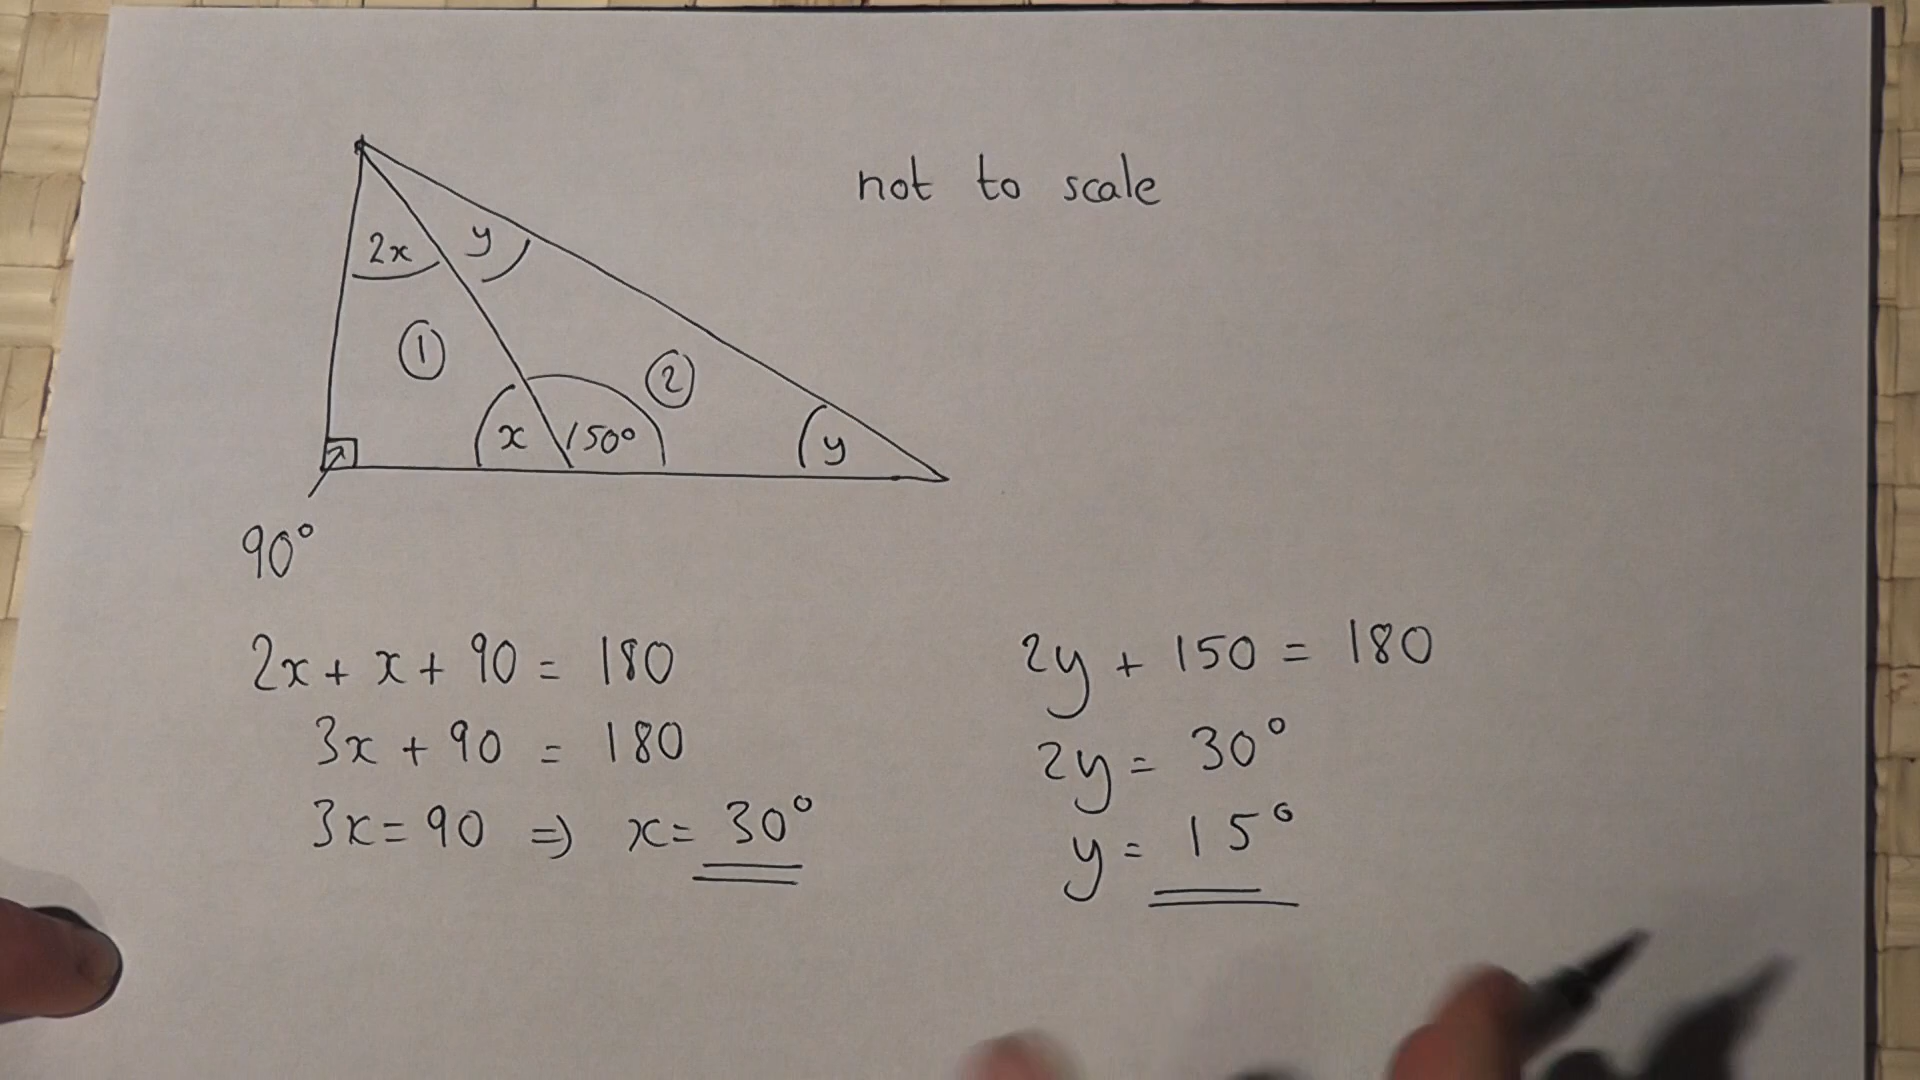 not to scale
2x y
① ②
x 150° y
90°
2x + x + 90 = 180
3x + 90 = 180
3x = 90 ⇒ x = 30°
2y + 150 = 180
2y = 30°
y = 15°